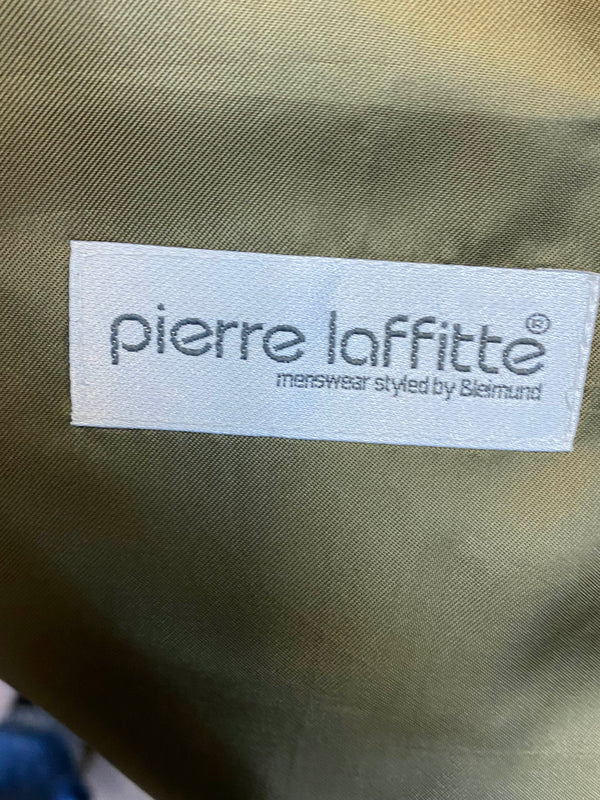 pierre laffitte®
menswear styled by Bleimund